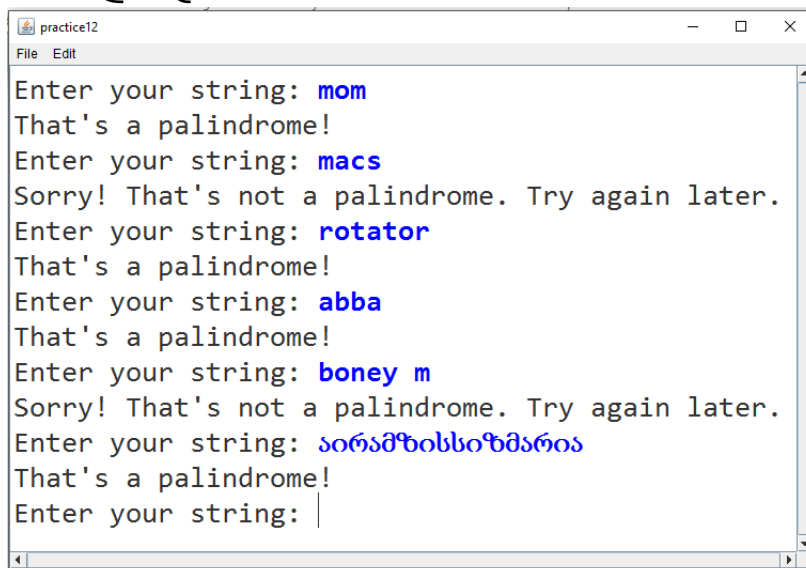 practice12
File Edit
Enter your string: mom
That's a palindrome!
Enter your string: macs
Sorry! That's not a palindrome. Try again later.
Enter your string: rotator
That's a palindrome!
Enter your string: abba
That's a palindrome!
Enter your string: boney m
Sorry! That's not a palindrome. Try again later.
Enter your string: აირამზისსიზმარია
That's a palindrome!
Enter your string: